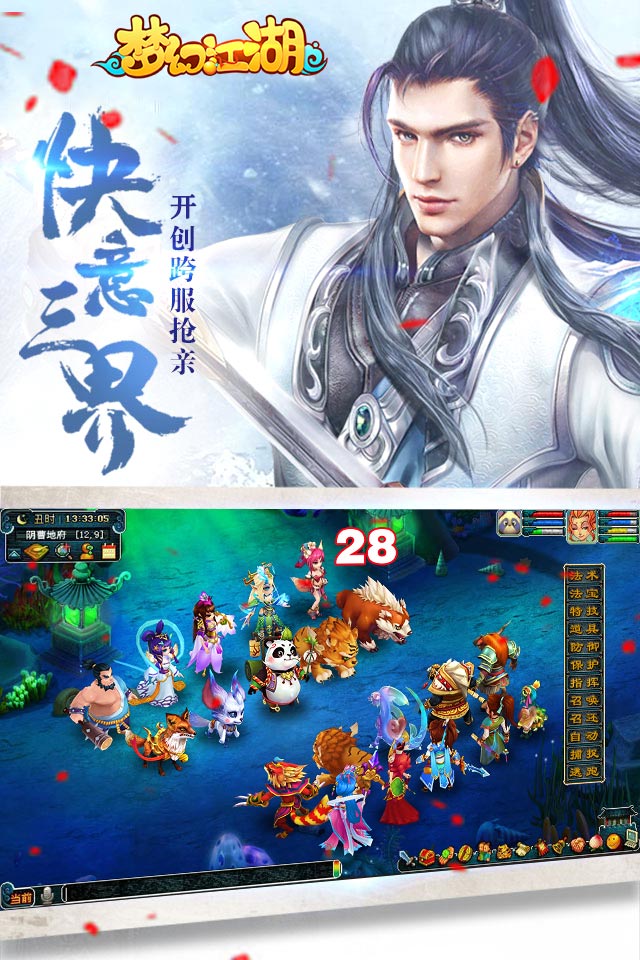 梦幻江湖
快意三界
开创跨服抢亲
丑时 13:33:05
阴曹地府 [12,9]
28
法术
法宝
特技
道具
防御
保护
指挥
召唤
召还
自动
捕捉
逃跑
当前